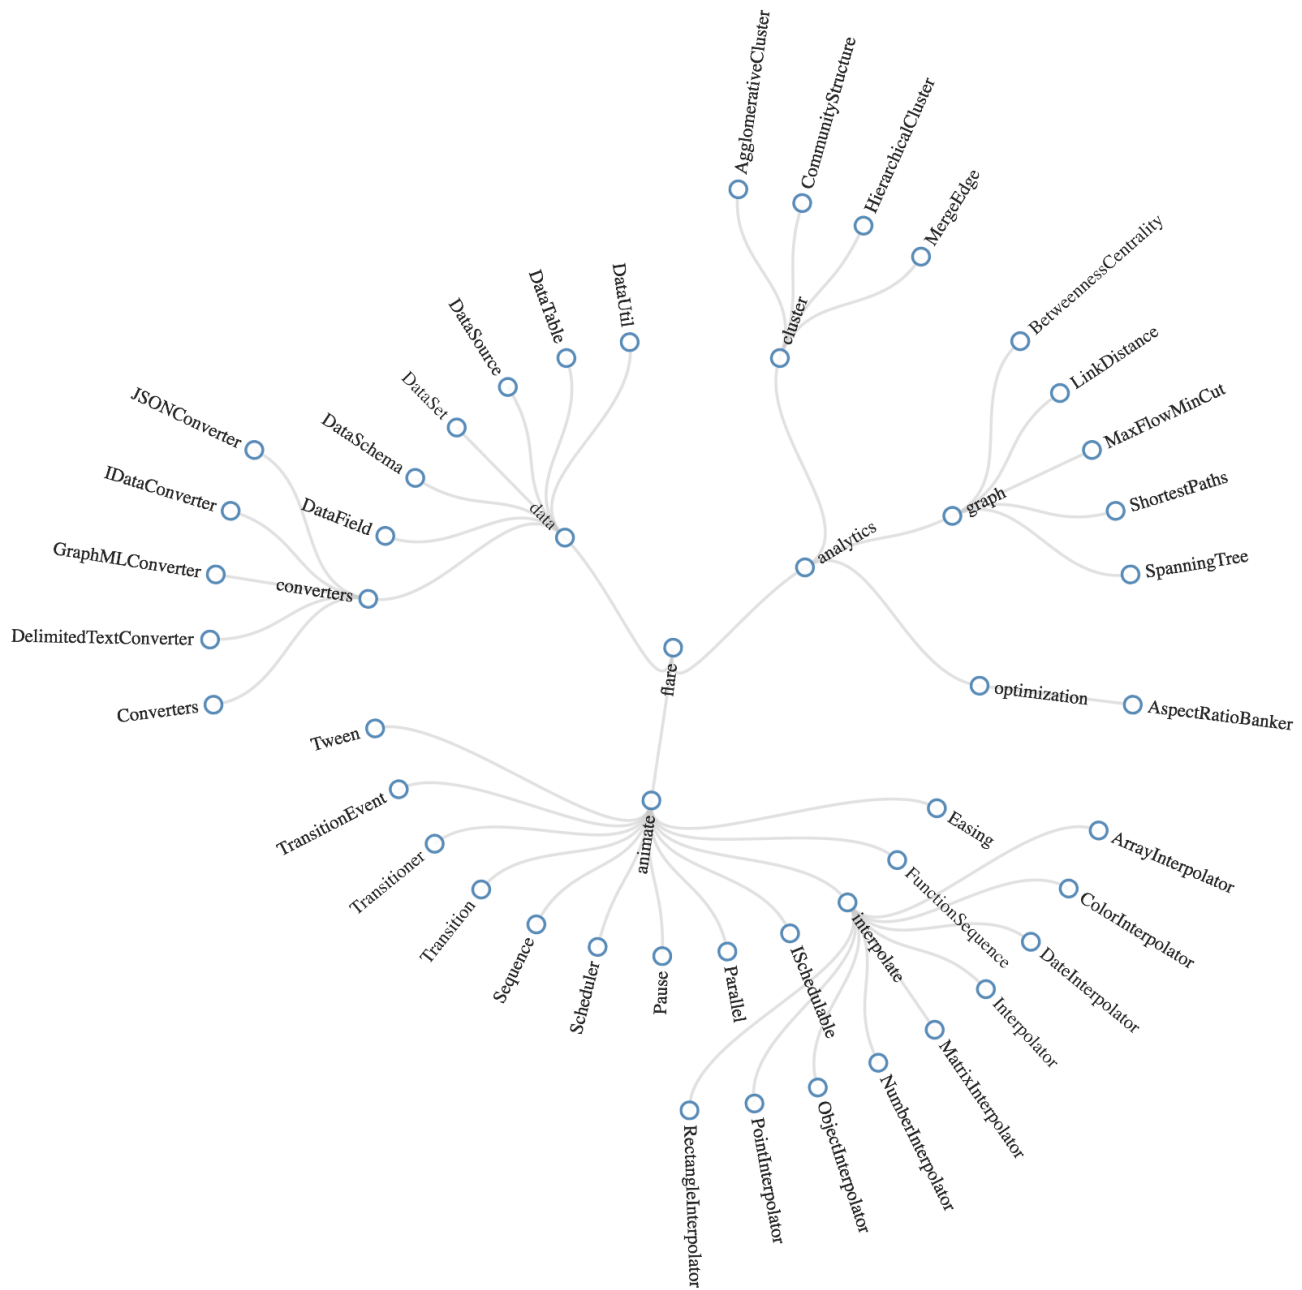 AgglomerativeCluster
CommunityStructure
HierarchicalCluster
MergeEdge
cluster
BetweennessCentrality
LinkDistance
MaxFlowMinCut
ShortestPaths
SpanningTree
graph
analytics
optimization
AspectRatioBanker
DataUtil
DataTable
DataSource
DataSet
DataSchema
DataField
data
JSONConverter
IDataConverter
GraphMLConverter
DelimitedTextConverter
Converters
converters
flare
Tween
TransitionEvent
Transitioner
Transition
Sequence
Scheduler
Pause
Parallel
ISchedulable
animate
Easing
FunctionSequence
interpolate
ArrayInterpolator
ColorInterpolator
DateInterpolator
Interpolator
MatrixInterpolator
NumberInterpolator
ObjectInterpolator
PointInterpolator
RectangleInterpolator